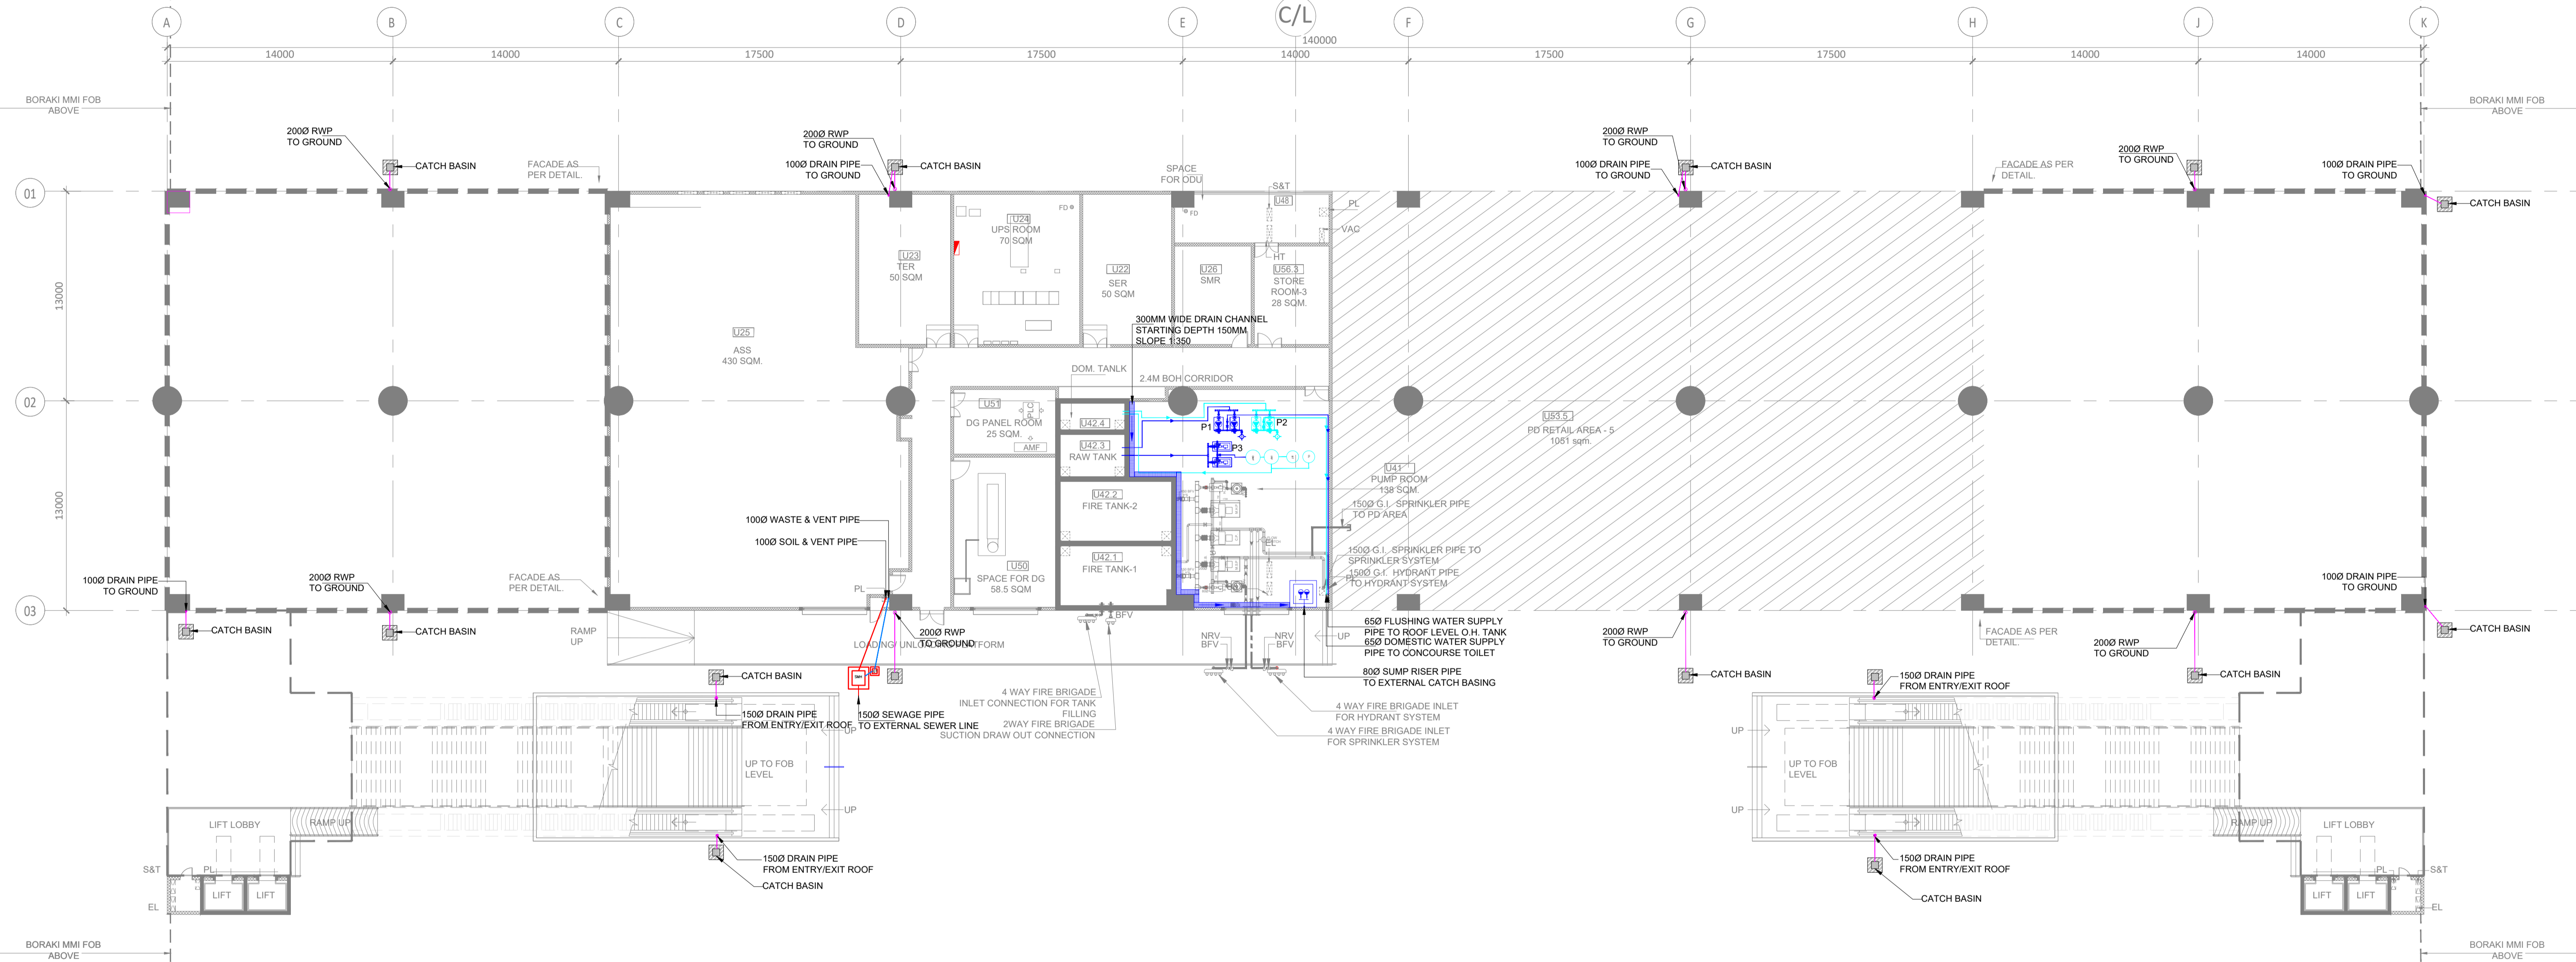 A
B
C
D
E
C/L
F
G
H
J
K
140000
14000
14000
17500
17500
14000
17500
17500
14000
14000
BORAKI MMI FOB
ABOVE
BORAKI MMI FOB
ABOVE
200Ø RWP
TO GROUND
CATCH BASIN
FACADE AS
PER DETAIL.
200Ø RWP
TO GROUND
100Ø DRAIN PIPE
TO GROUND
CATCH BASIN
SPACE
FOR ODU
S&T
U48
PL
VAC
HT
200Ø RWP
TO GROUND
100Ø DRAIN PIPE
TO GROUND
CATCH BASIN
FACADE AS PER
DETAIL.
200Ø RWP
TO GROUND
100Ø DRAIN PIPE
TO GROUND
CATCH BASIN
01
13000
02
13000
03
U25
ASS
430 SQM.
U23
TER
50 SQM
FD
U24
UPS ROOM
70 SQM
U22
SER
50 SQM
FD
U26
SMR
U56.3
STORE
ROOM-3
28 SQM.
300MM WIDE DRAIN CHANNEL
STARTING DEPTH 150MM
SLOPE 1:350
DOM. TANLK
2.4M BOH CORRIDOR
U51
DG PANEL ROOM
25 SQM.
PLC
AMF
U42.4
U42.3
RAW TANK
U42.2
FIRE TANK-2
U42.1
FIRE TANK-1
P1
P2
P3
U53.5
PD RETAIL AREA - 5
1051 sqm.
U41
PUMP ROOM
138 SQM.
150Ø G.I. SPRINKLER PIPE
TO PD AREA
EL
150Ø G.I. SPRINKLER PIPE TO
SPRINKLER SYSTEM
150Ø G.I. HYDRANT PIPE
TO HYDRANT SYSTEM
PL
U50
SPACE FOR DG
58.5 SQM
100Ø WASTE & VENT PIPE
100Ø SOIL & VENT PIPE
PL
100Ø DRAIN PIPE
TO GROUND
CATCH BASIN
200Ø RWP
TO GROUND
CATCH BASIN
FACADE AS
PER DETAIL.
RAMP
UP
200Ø RWP
TO GROUND
LOADING/ UNLOADING PLATFORM
BFV
NRV
BFV
NRV
BFV
UP
65Ø FLUSHING WATER SUPPLY
PIPE TO ROOF LEVEL O.H. TANK
65Ø DOMESTIC WATER SUPPLY
PIPE TO CONCOURSE TOILET
80Ø SUMP RISER PIPE
TO EXTERNAL CATCH BASING
200Ø RWP
TO GROUND
CATCH BASIN
FACADE AS PER
DETAIL.
200Ø RWP
TO GROUND
CATCH BASIN
100Ø DRAIN PIPE
TO GROUND
CATCH BASIN
CATCH BASIN
150Ø DRAIN PIPE
FROM ENTRY/EXIT ROOF
150Ø SEWAGE PIPE
TO EXTERNAL SEWER LINE
4 WAY FIRE BRIGADE
INLET CONNECTION FOR TANK
FILLING
2WAY FIRE BRIGADE
SUCTION DRAW OUT CONNECTION
4 WAY FIRE BRIGADE INLET
FOR HYDRANT SYSTEM
4 WAY FIRE BRIGADE INLET
FOR SPRINKLER SYSTEM
CATCH BASIN
150Ø DRAIN PIPE
FROM ENTRY/EXIT ROOF
UP
UP TO FOB
LEVEL
UP
UP
UP TO FOB
LEVEL
UP
LIFT LOBBY
RAMP UP
150Ø DRAIN PIPE
FROM ENTRY/EXIT ROOF
CATCH BASIN
150Ø DRAIN PIPE
FROM ENTRY/EXIT ROOF
CATCH BASIN
RAMP UP
LIFT LOBBY
S&T
PL
LIFT
LIFT
EL
LIFT
LIFT
PL
S&T
EL
BORAKI MMI FOB
ABOVE
BORAKI MMI FOB
ABOVE